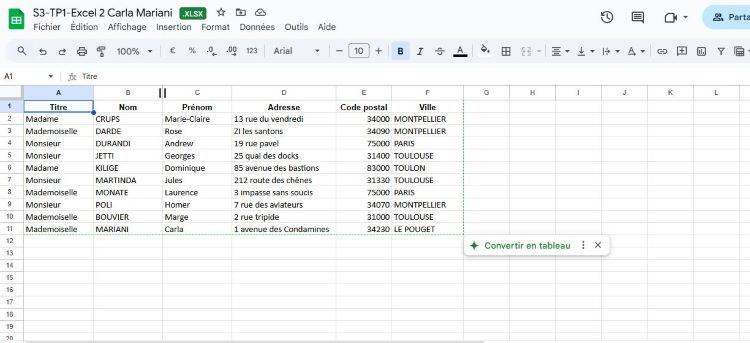 S3-TP1-Excel 2 Carla Mariani .XLSX
Fichier Édition Affichage Insertion Format Données Outils Aide
Parta
100% € % .0 .00 123 Arial − 10 + B I S A
A1 fx Titre
A B C D E F G H I J K L
1 Titre Nom Prénom Adresse Code postal Ville
2 Madame CRUPS Marie-Claire 13 rue du vendredi 34000 MONTPELLIER
3 Mademoiselle DARDE Rose ZI les santons 34090 MONTPELLIER
4 Monsieur DURANDI Andrew 19 rue pavel 75000 PARIS
5 Monsieur JETTI Georges 25 quai des docks 31400 TOULOUSE
6 Madame KILIGE Dominique 85 avenue des bastions 83000 TOULON
7 Monsieur MARTINDA Jules 212 route des chênes 31330 TOULOUSE
8 Mademoiselle MONATE Laurence 3 impasse sans soucis 75000 PARIS
9 Monsieur POLI Homer 7 rue des aviateurs 34070 MONTPELLIER
10 Mademoiselle BOUVIER Marge 2 rue tripide 31000 TOULOUSE
11 Mademoiselle MARIANI Carla 1 avenue des Condamines 34230 LE POUGET
12
Convertir en tableau
13
14
15
16
17
18
19
20